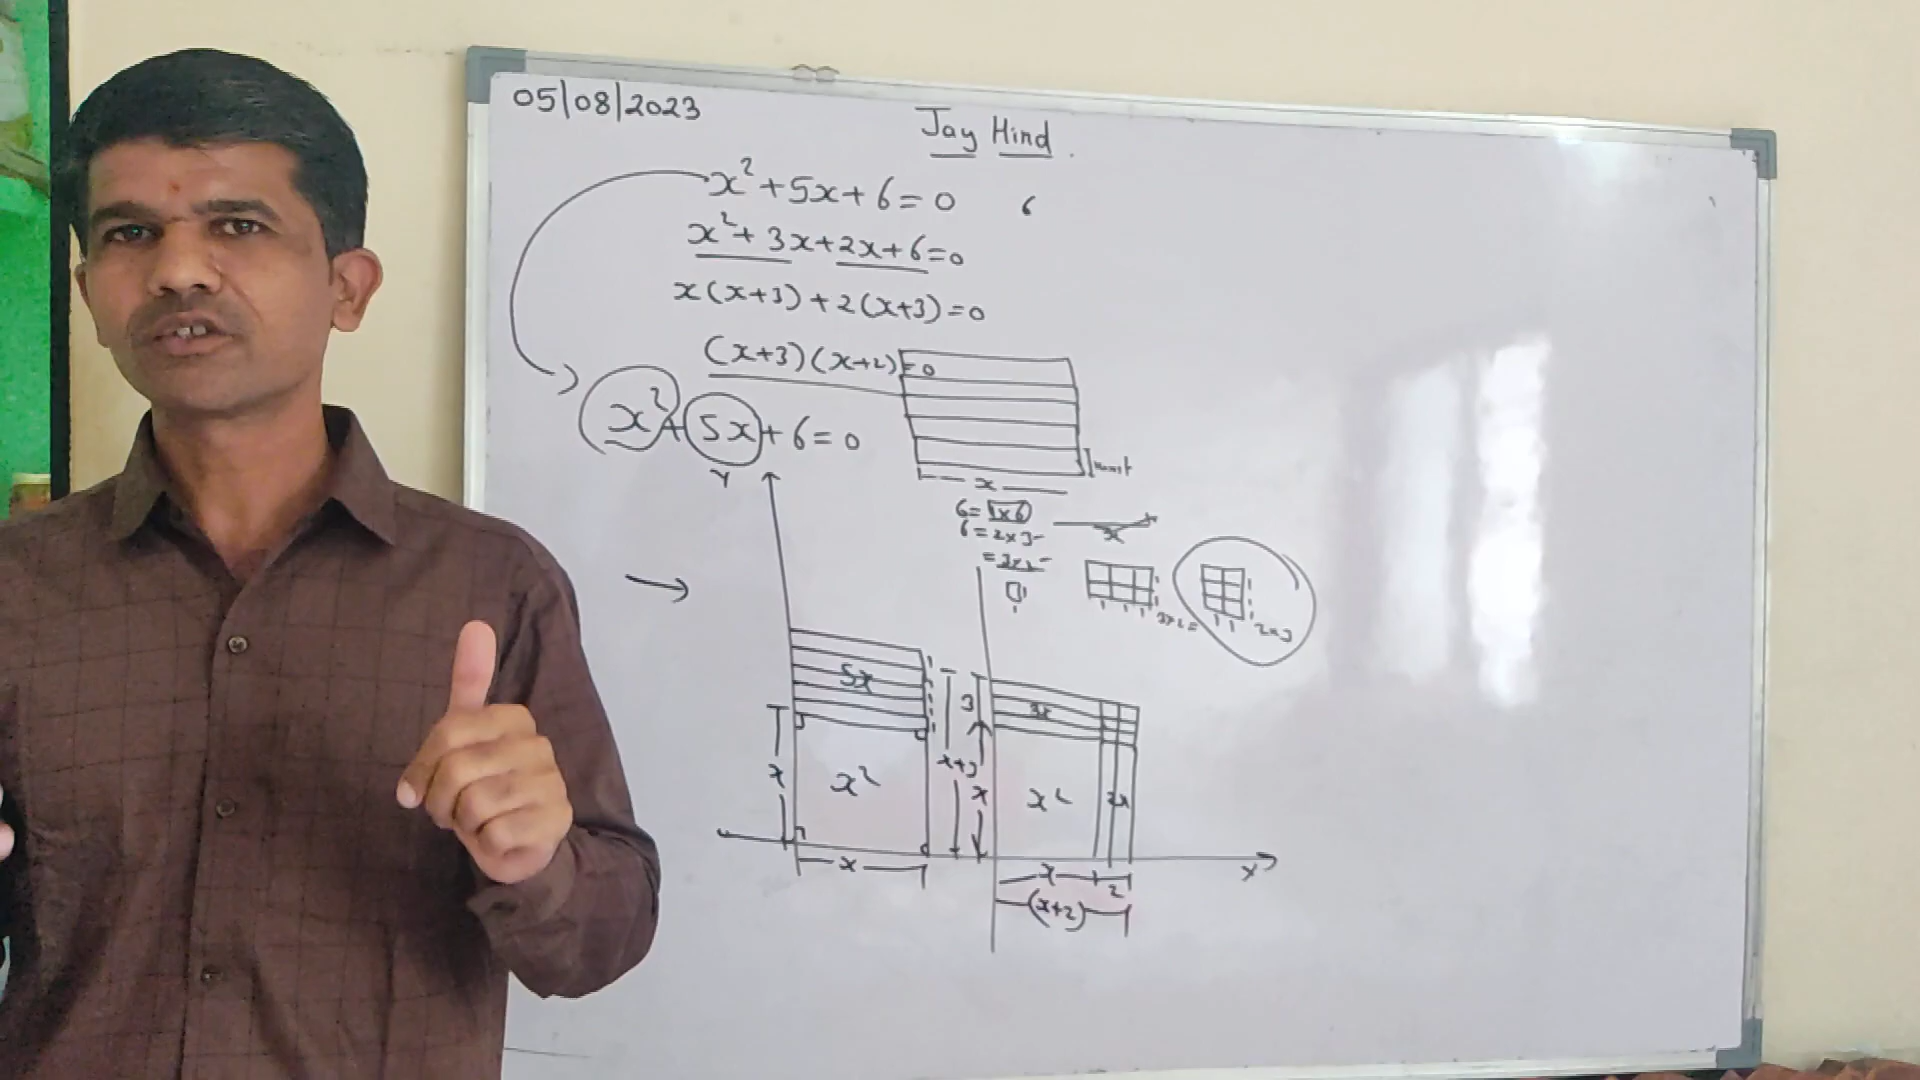 05/08/2023
Jay Hind.
x² + 5x + 6 = 0
6
x² + 3x + 2x + 6 = 0
x(x+3) + 2(x+3) = 0
(x+3)(x+2) = 0
x² + 5x + 6 = 0
x
6 = 1x6
6 = 2x3
= 3x2
x
2x3
Y
5x
x²
x
x
x+3
3
x
3x
x²
2x
x
2
(x+2)
X